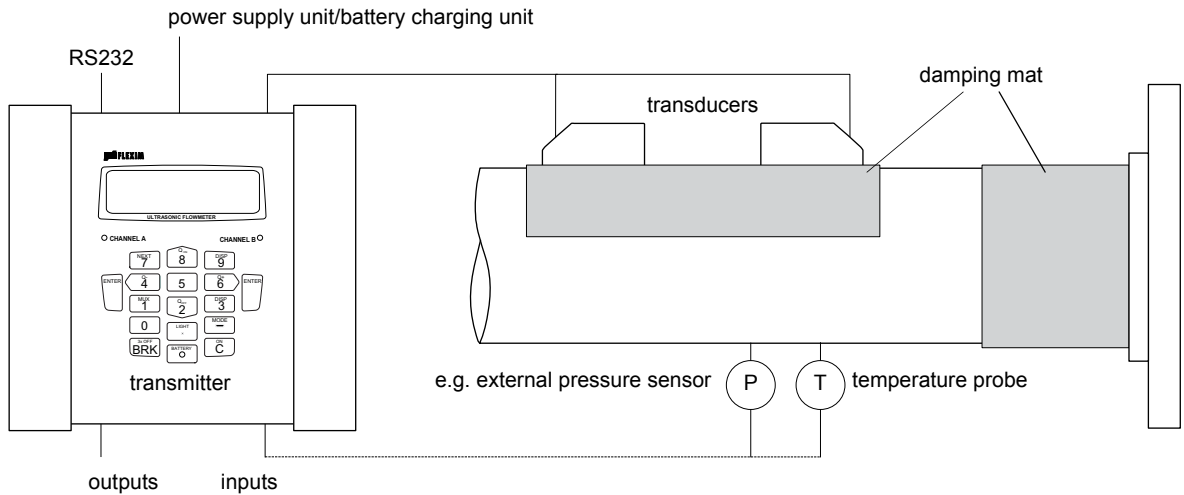 power supply unit/battery charging unit
RS232
damping mat
transducers
FLEXIM
ULTRASONIC FLOWMETER
CHANNEL A
CHANNEL B
NEXT
7
8
DISP
9
ENTER
Q-
4
5
Q+
6
ENTER
MUX
1
2
DISP
3
0
LIGHT
.
MODE
3x OFF
BRK
BATTERY
ON
C
transmitter
e.g. external pressure sensor
P
T
temperature probe
outputs
inputs